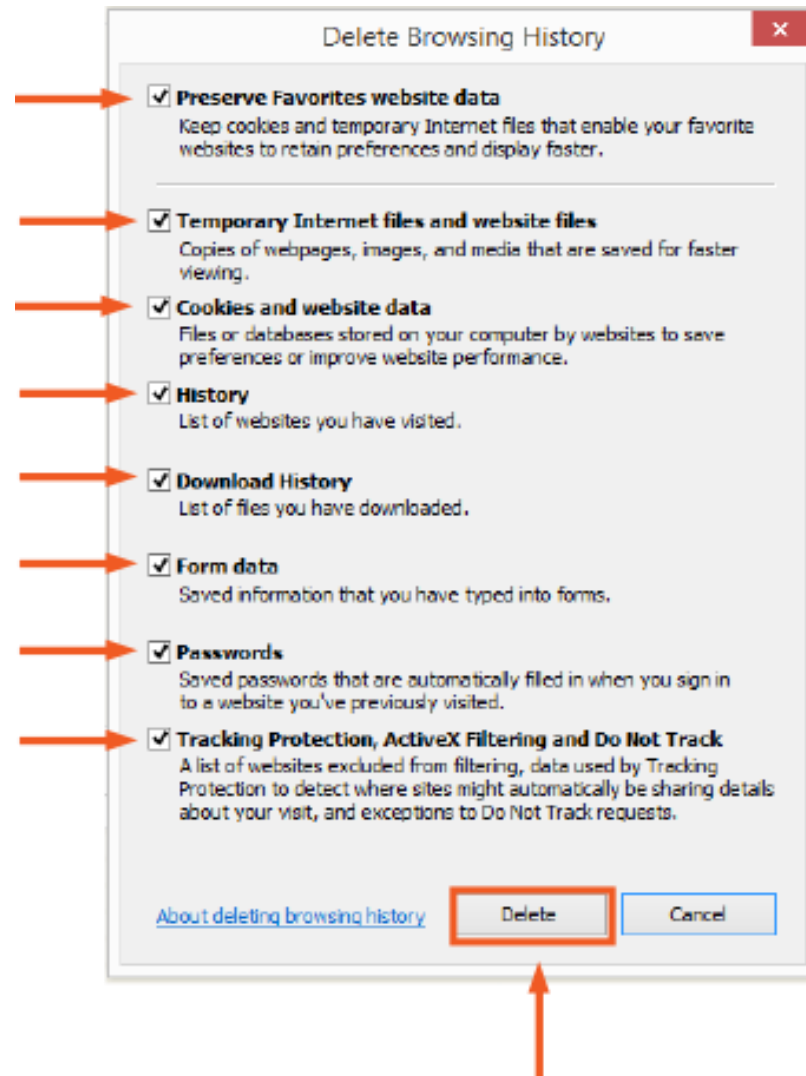 Delete Browsing History
Preserve Favorites website data
Keep cookies and temporary Internet files that enable your favorite
websites to retain preferences and display faster.
Temporary Internet files and website files
Copies of webpages, images, and media that are saved for faster
viewing.
Cookies and website data
Files or databases stored on your computer by websites to save
preferences or improve website performance.
History
List of websites you have visited.
Download History
List of files you have downloaded.
Form data
Saved information that you have typed into forms.
Passwords
Saved passwords that are automatically filled in when you sign in
to a website you've previously visited.
Tracking Protection, ActiveX Filtering and Do Not Track
A list of websites excluded from filtering, data used by Tracking
Protection to detect where sites might automatically be sharing details
about your visit, and exceptions to Do Not Track requests.
About deleting browsing history Delete Cancel